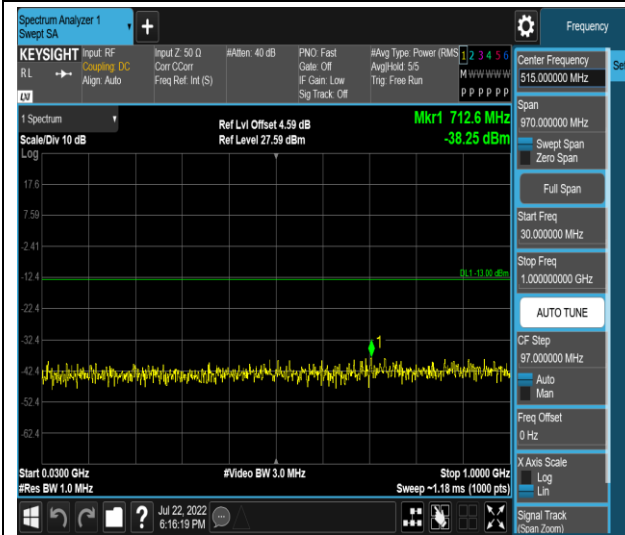 Spectrum Analyzer 1
Swept SA
+
Frequency
KEYSIGHT
RL
LXI
Input: RF
Coupling: DC
Align: Auto
Input Z: 50 Ω
Corr CCorr
Freq Ref: Int (S)
#Atten: 40 dB
PNO: Fast
Gate: Off
IF Gain: Low
Sig Track: Off
#Avg Type: Power (RMS
Avg|Hold: 5/5
Trig: Free Run
1 2 3 4 5 6
M W W W W W
P P P P P P
Center Frequency
515.000000 MHz
Set
Span
970.000000 MHz
Swept Span
Zero Span
Full Span
Start Freq
30.000000 MHz
Stop Freq
1.000000000 GHz
AUTO TUNE
CF Step
97.000000 MHz
Auto
Man
Freq Offset
0 Hz
X Axis Scale
Log
Lin
Signal Track
(Span Zoom)
1 Spectrum
Scale/Div 10 dB
Log
Ref Lvl Offset 4.59 dB
Ref Level 27.59 dBm
Mkr1 712.6 MHz
-38.25 dBm
17.6
7.59
-2.41
-12.4
DL1 -13.00 dBm
-22.4
-32.4
1
-42.4
-52.4
-62.4
Start 0.0300 GHz
#Res BW 1.0 MHz
#Video BW 3.0 MHz
Stop 1.0000 GHz
Sweep ~1.18 ms (1000 pts)
?
Jul 22, 2022
6:16:19 PM